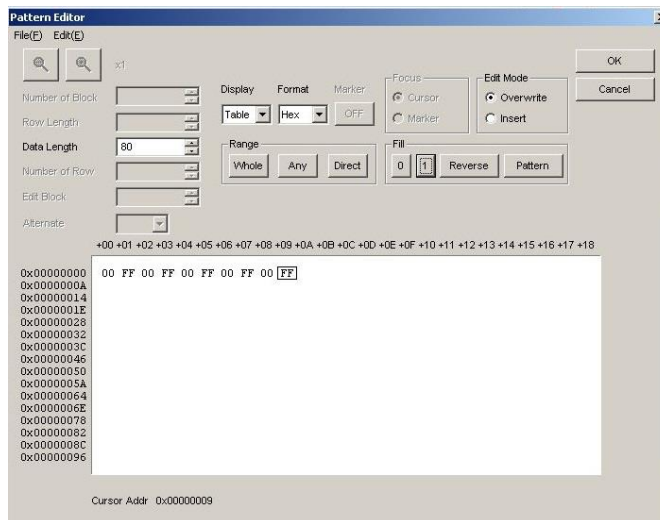 Pattern Editor
File(F) Edit(E)
x1
OK
Cancel
Number of Block
Row Length
Data Length 80
Number of Row
Edit Block
Alternate
Display Format Marker
Table Hex OFF
Focus
Cursor
Marker
Edit Mode
Overwrite
Insert
Range
Whole Any Direct
Fill
0 1 Reverse Pattern
+00 +01 +02 +03 +04 +05 +06 +07 +08 +09 +0A +0B +0C +0D +0E +0F +10 +11 +12 +13 +14 +15 +16 +17 +18
0x00000000 00 FF 00 FF 00 FF 00 FF 00 FF
0x0000000A
0x00000014
0x0000001E
0x00000028
0x00000032
0x0000003C
0x00000046
0x00000050
0x0000005A
0x00000064
0x0000006E
0x00000078
0x00000082
0x0000008C
0x00000096
Cursor Addr 0x00000009